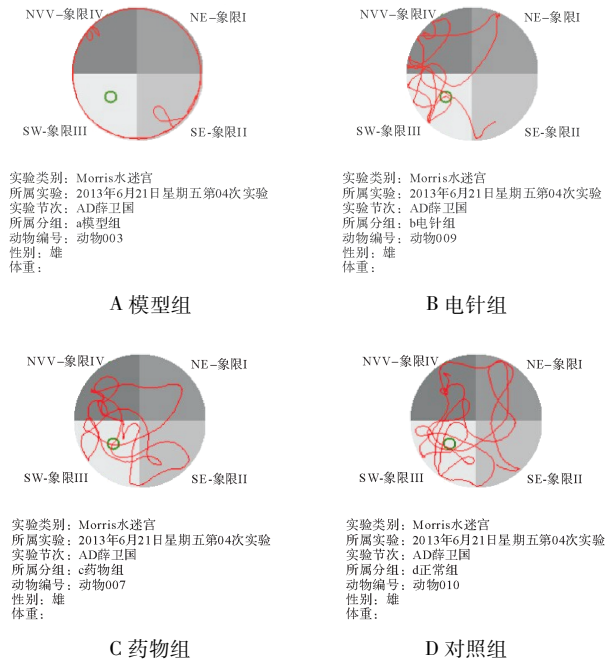 NVV-象限IV
NE-象限I
SW-象限III
SE-象限II
实验类别：Morris水迷宫
所属实验：2013年6月21日星期五第04次实验
实验节次：AD薛卫国
所属分组：a模型组
动物编号：动物003
性别：雄
体重：
A 模型组
NVV-象限IV
NE-象限I
SW-象限III
SE-象限II
实验类别：Morris水迷宫
所属实验：2013年6月21日星期五第04次实验
实验节次：AD薛卫国
所属分组：b电针组
动物编号：动物009
性别：雄
体重：
B 电针组
NVV-象限IV
NE-象限I
SW-象限III
SE-象限II
实验类别：Morris水迷宫
所属实验：2013年6月21日星期五第04次实验
实验节次：AD薛卫国
所属分组：c药物组
动物编号：动物007
性别：雄
体重：
C 药物组
NVV-象限IV
NE-象限I
SW-象限III
SE-象限II
实验类别：Morris水迷宫
所属实验：2013年6月21日星期五第04次实验
实验节次：AD薛卫国
所属分组：d正常组
动物编号：动物010
性别：雄
体重：
D 对照组